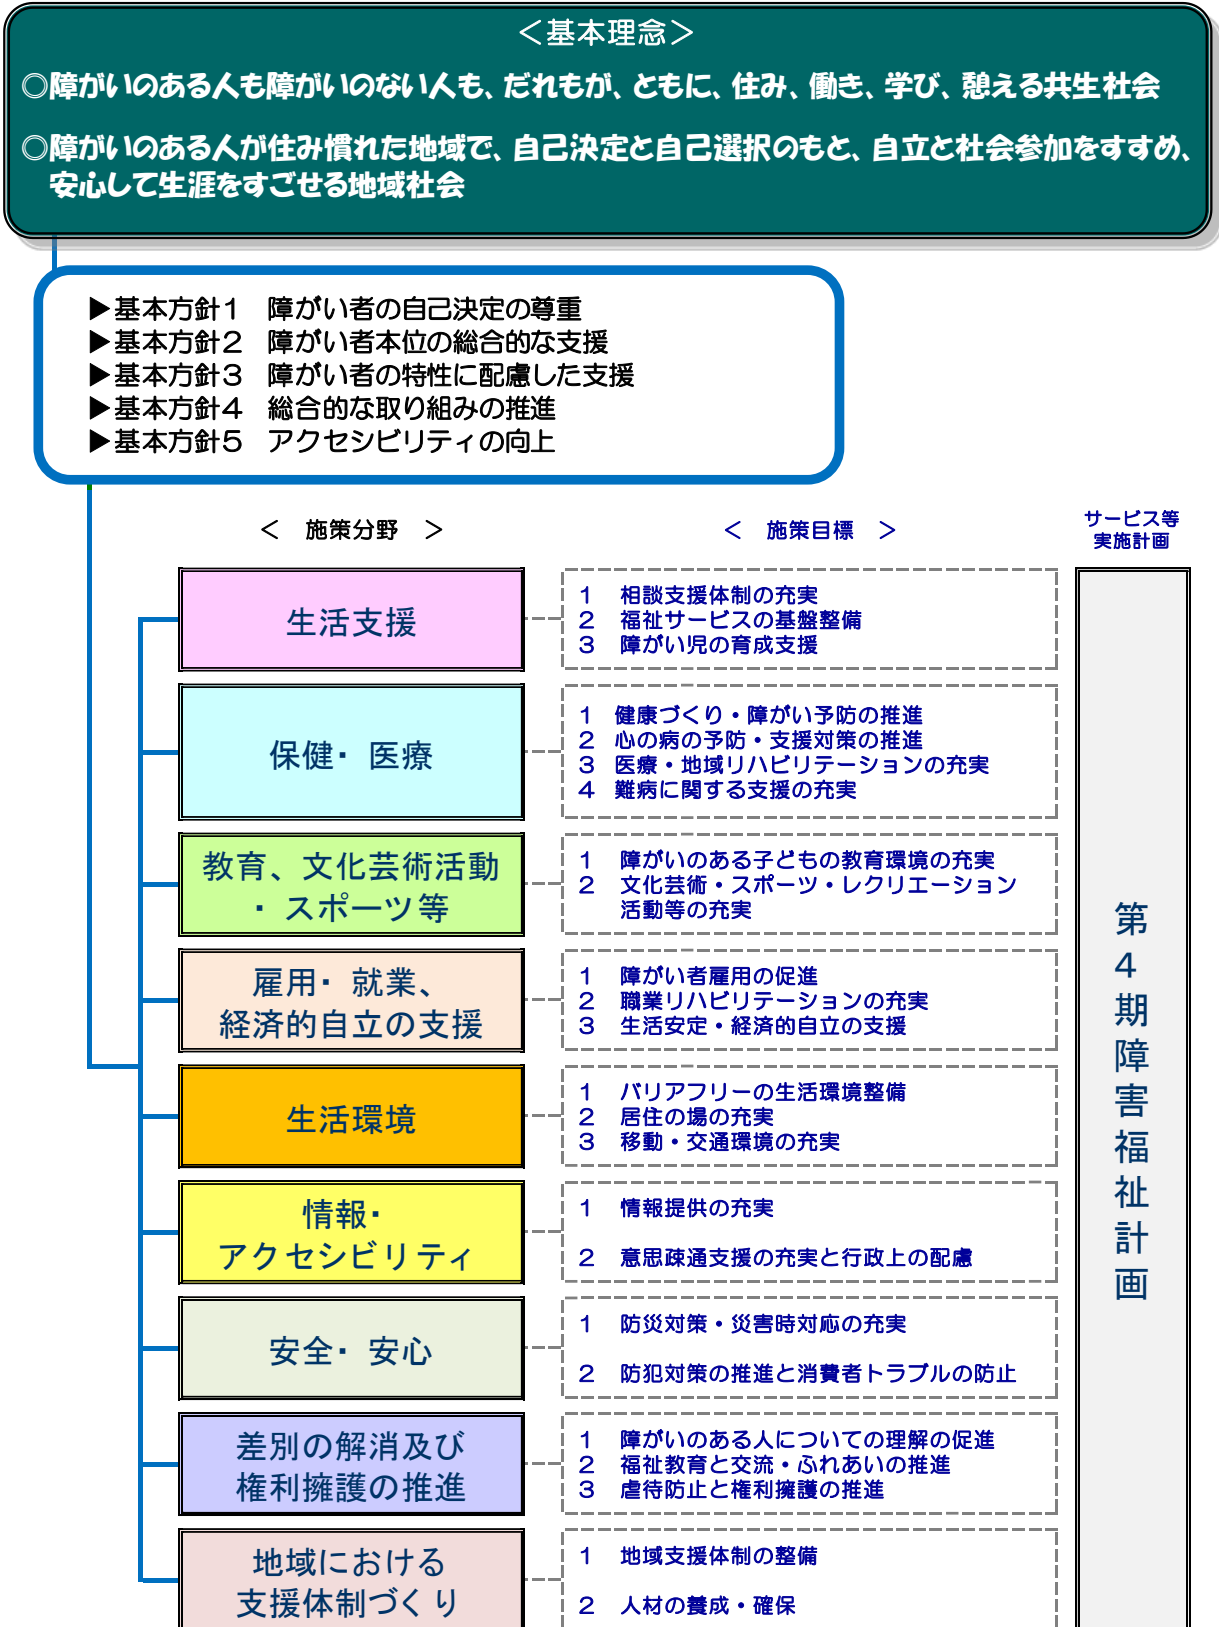 ＜基本理念＞
○障がいのある人も障がいのない人も、だれもが、ともに、住み、働き、学び、憩える共生社会
○障がいのある人が住み慣れた地域で、自己決定と自己選択のもと、自立と社会参加をすすめ、
安心して生涯をすごせる地域社会
▶基本方針１　障がい者の自己決定の尊重
▶基本方針２　障がい者本位の総合的な支援
▶基本方針３　障がい者の特性に配慮した支援
▶基本方針４　総合的な取り組みの推進
▶基本方針５　アクセシビリティの向上
＜　施策分野　＞
＜　施策目標　＞
サービス等
実施計画
生活支援
１　相談支援体制の充実
２　福祉サービスの基盤整備
３　障がい児の育成支援
保健・医療
１　健康づくり・障がい予防の推進
２　心の病の予防・支援対策の推進
３　医療・地域リハビリテーションの充実
４　難病に関する支援の充実
教育、文化芸術活動
・スポーツ等
１　障がいのある子どもの教育環境の充実
２　文化芸術・スポーツ・レクリエーション
活動等の充実
雇用・就業、
経済的自立の支援
１　障がい者雇用の促進
２　職業リハビリテーションの充実
３　生活安定・経済的自立の支援
生活環境
１　バリアフリーの生活環境整備
２　居住の場の充実
３　移動・交通環境の充実
情報・
アクセシビリティ
１　情報提供の充実
２　意思疎通支援の充実と行政上の配慮
安全・安心
１　防災対策・災害時対応の充実
２　防犯対策の推進と消費者トラブルの防止
差別の解消及び
権利擁護の推進
１　障がいのある人についての理解の促進
２　福祉教育と交流・ふれあいの推進
３　虐待防止と権利擁護の推進
地域における
支援体制づくり
１　地域支援体制の整備
２　人材の養成・確保
第４期障害福祉計画